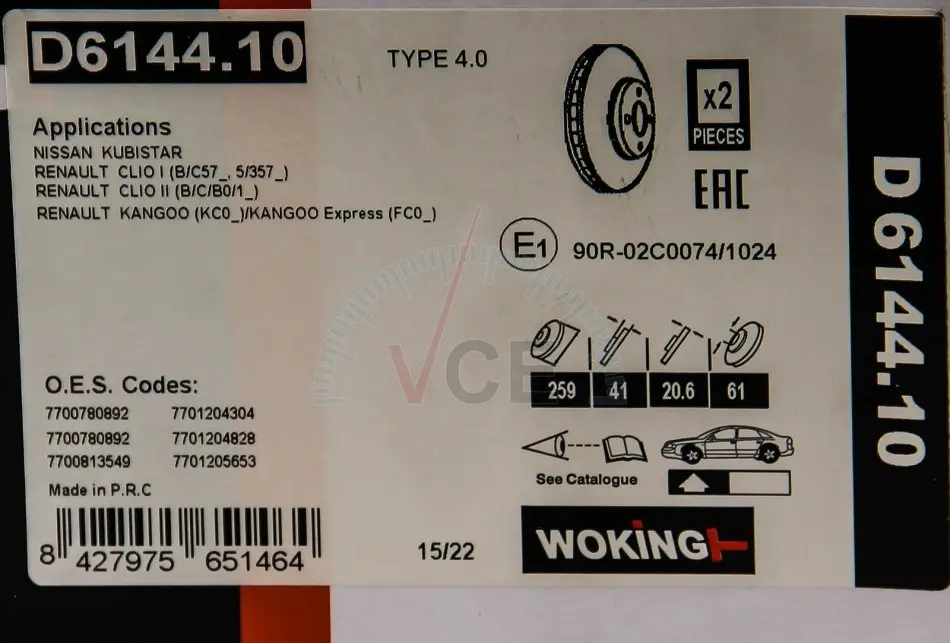 D6144.10
TYPE 4.0
x2
PIECES
EAC
Applications
NISSAN KUBISTAR
RENAULT CLIO I (B/C57_, 5/357_)
RENAULT CLIO II (B/C/B0/1_)
RENAULT KANGOO (KC0_)/KANGOO Express (FC0_)
E1 90R-02C0074/1024
259 41 20.6 61
O.E.S. Codes:
7700780892 7701204304
7700780892 7701204828
7700813549 7701205653
Made in P.R.C
8 427975 651464
15/22
See Catalogue
WOKING
D 6144.10
VCE